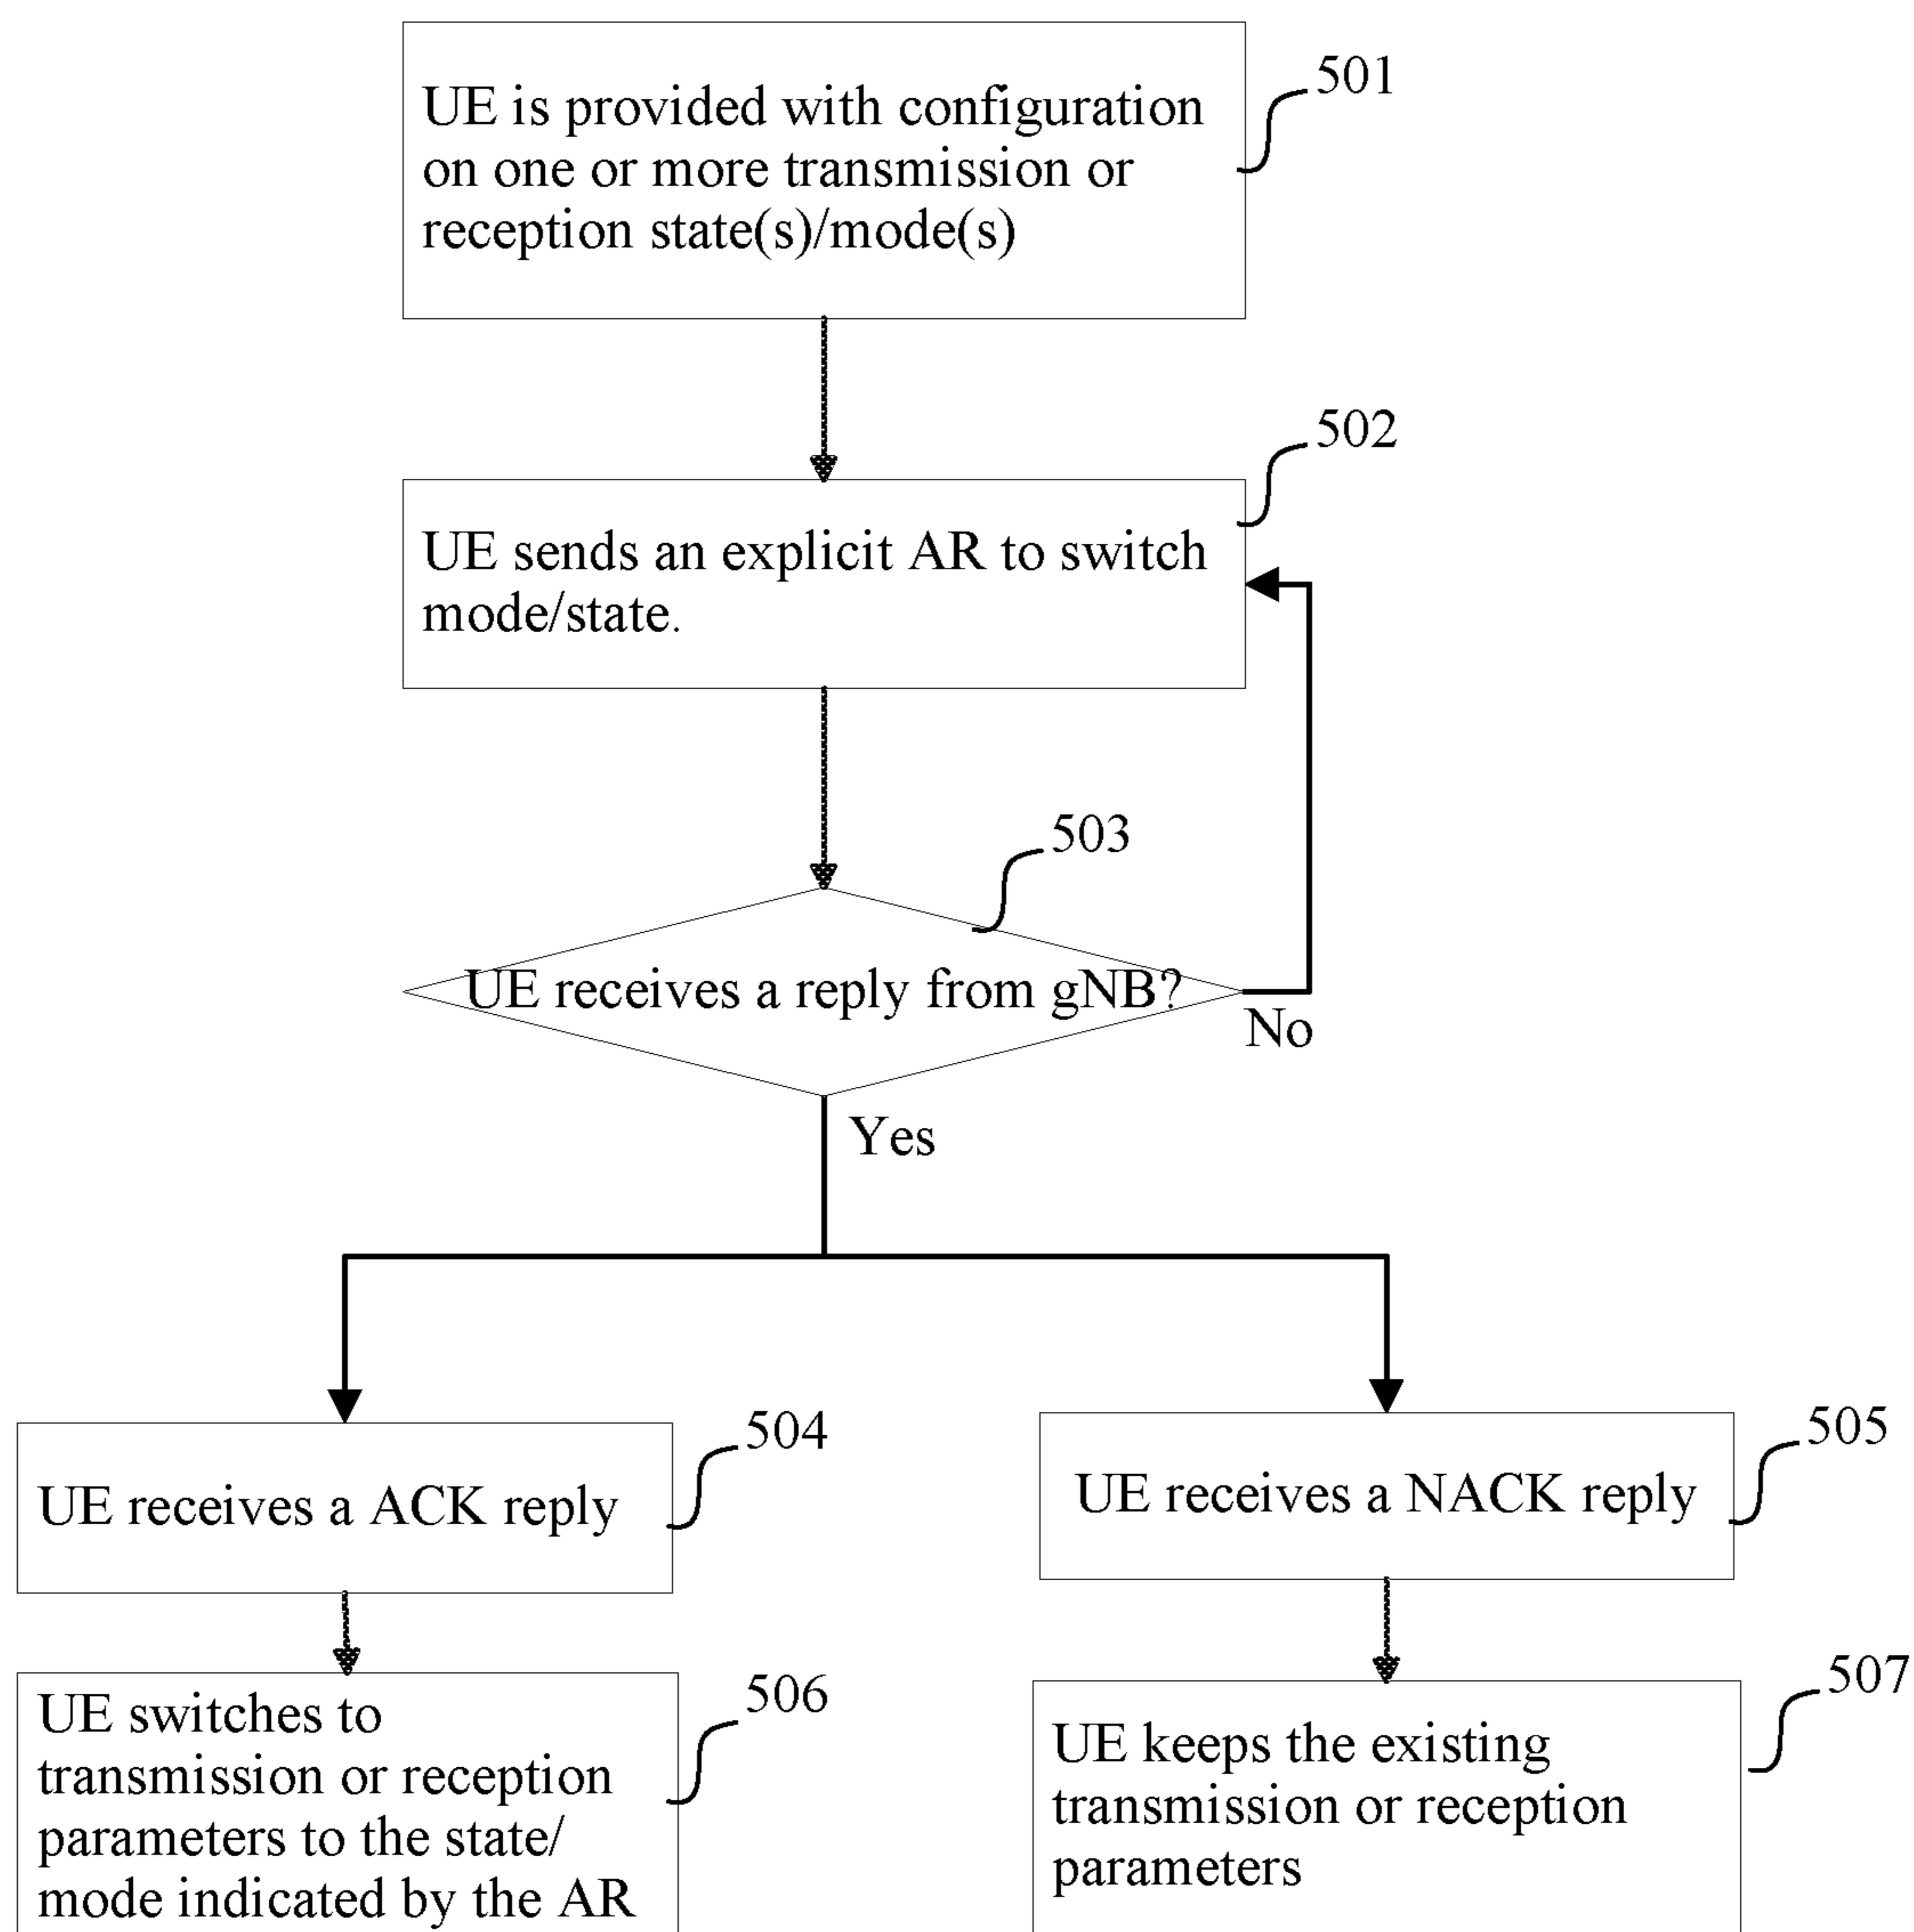 UE is provided with configuration
on one or more transmission or
reception state(s)/mode(s)
501
UE sends an explicit AR to switch
mode/state.
502
UE receives a reply from gNB?
503
No
Yes
UE receives a ACK reply
504
UE receives a NACK reply
505
UE switches to
transmission or reception
parameters to the state/
mode indicated by the AR
506
UE keeps the existing
transmission or reception
parameters
507